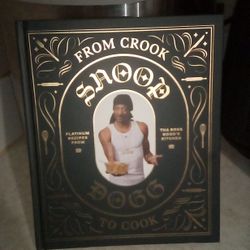 FROM CROOK
SNOOP
PLATINUM
RECIPES
FROM
THA BOSS
DOGG'S
KITCHEN
DOGG
TO COOK